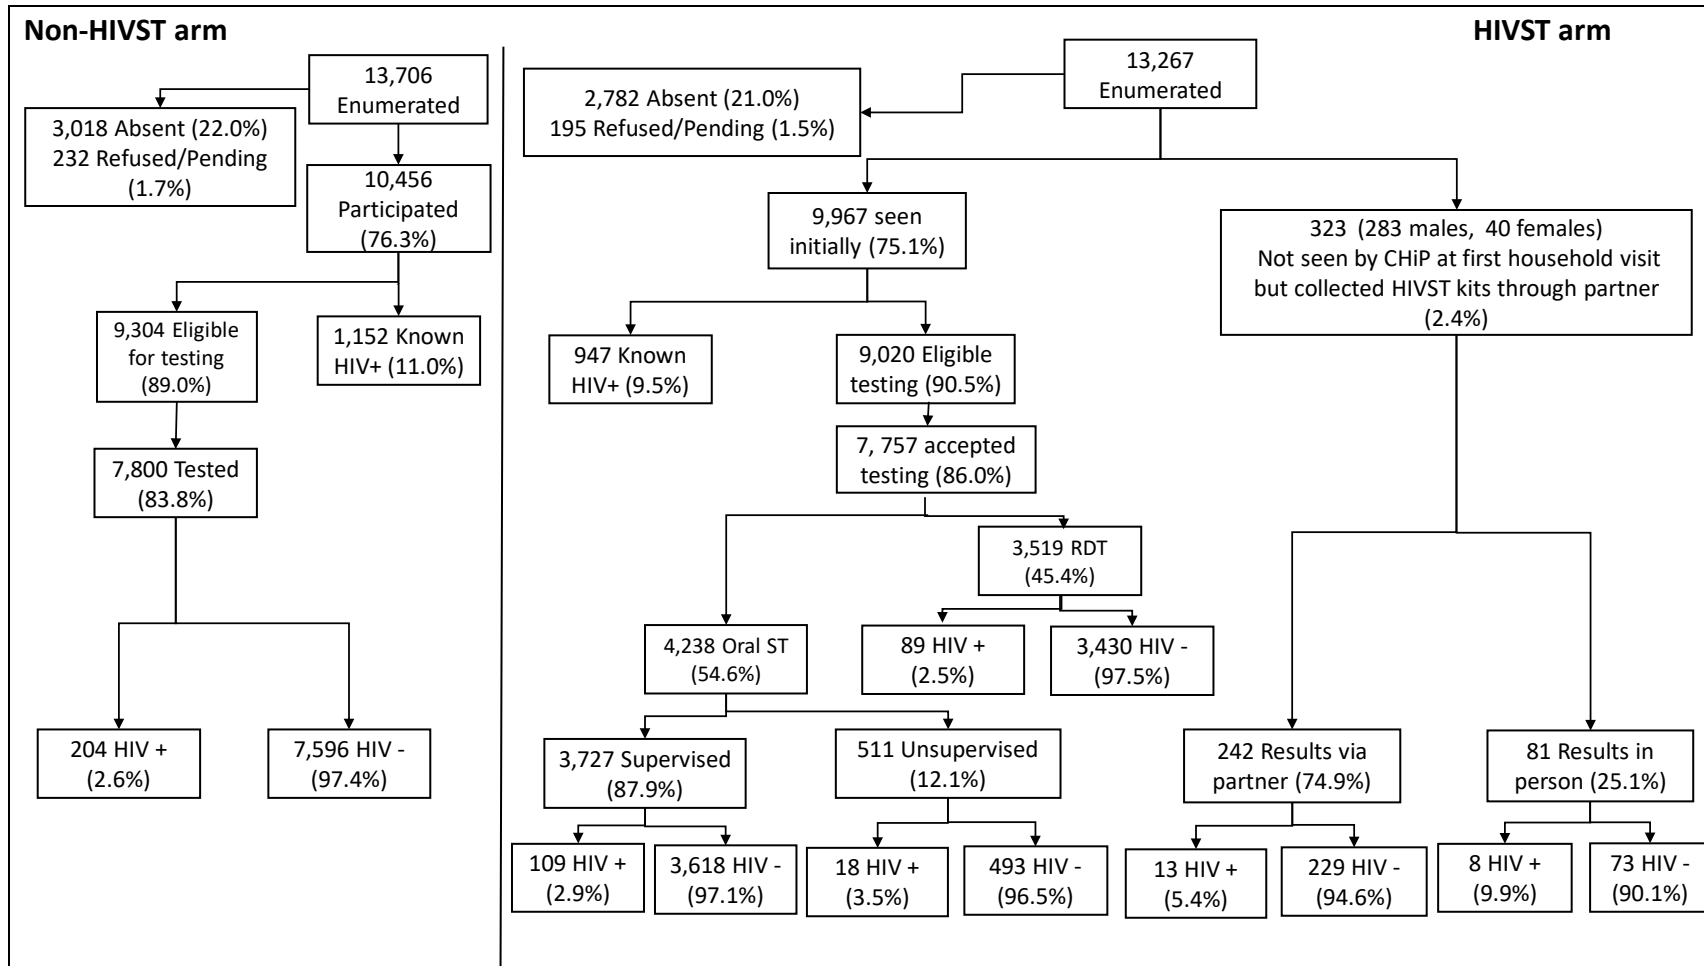 Non-HIVST arm
13,706
Enumerated
3,018 Absent (22.0%)
232 Refused/Pending
(1.7%)
10,456
Participated
(76.3%)
9,304 Eligible
for testing
(89.0%)
1,152 Known
HIV+ (11.0%)
7,800 Tested
(83.8%)
204 HIV +
(2.6%)
7,596 HIV -
(97.4%)
HIVST arm
13,267
Enumerated
2,782 Absent (21.0%)
195 Refused/Pending (1.5%)
9,967 seen
initially (75.1%)
323  (283 males,  40 females)
Not seen by CHiP at first household visit
but collected HIVST kits through partner
(2.4%)
947 Known
HIV+ (9.5%)
9,020 Eligible
testing (90.5%)
7, 757 accepted
testing (86.0%)
3,519 RDT
(45.4%)
89 HIV +
(2.5%)
3,430 HIV -
(97.5%)
4,238 Oral ST
(54.6%)
3,727 Supervised
(87.9%)
511 Unsupervised
(12.1%)
109 HIV +
(2.9%)
3,618 HIV -
(97.1%)
18 HIV +
(3.5%)
493 HIV -
(96.5%)
242 Results via
partner (74.9%)
81 Results in
person (25.1%)
13 HIV +
(5.4%)
229 HIV -
(94.6%)
8 HIV +
(9.9%)
73 HIV -
(90.1%)